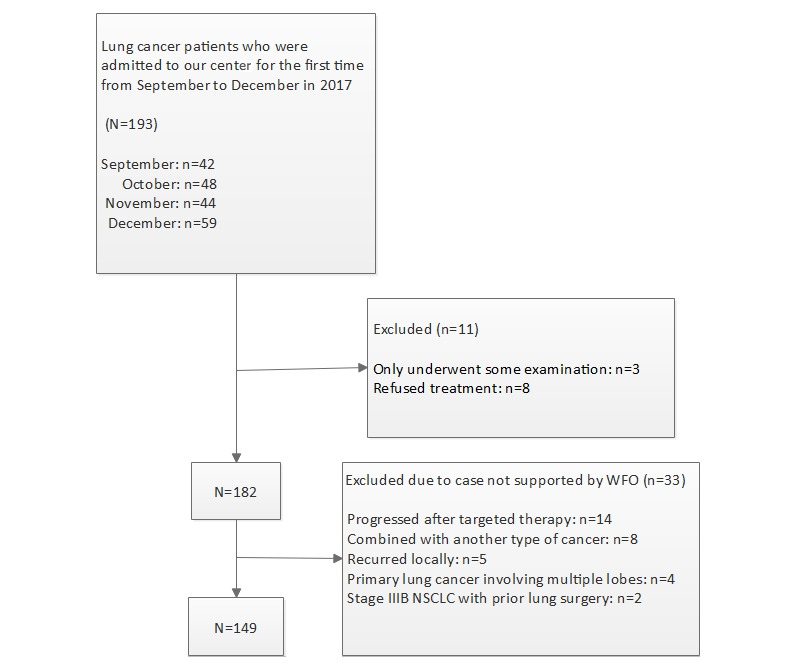 Lung cancer patients who were
admitted to our center for the first time
from September to December in 2017
(N=193)
September: n=42
October: n=48
November: n=44
December: n=59
Excluded (n=11)
Only underwent some examination: n=3
Refused treatment: n=8
N=182
Excluded due to case not supported by WFO (n=33)
Progressed after targeted therapy: n=14
Combined with another type of cancer: n=8
Recurred locally: n=5
Primary lung cancer involving multiple lobes: n=4
Stage IIIB NSCLC with prior lung surgery: n=2
N=149